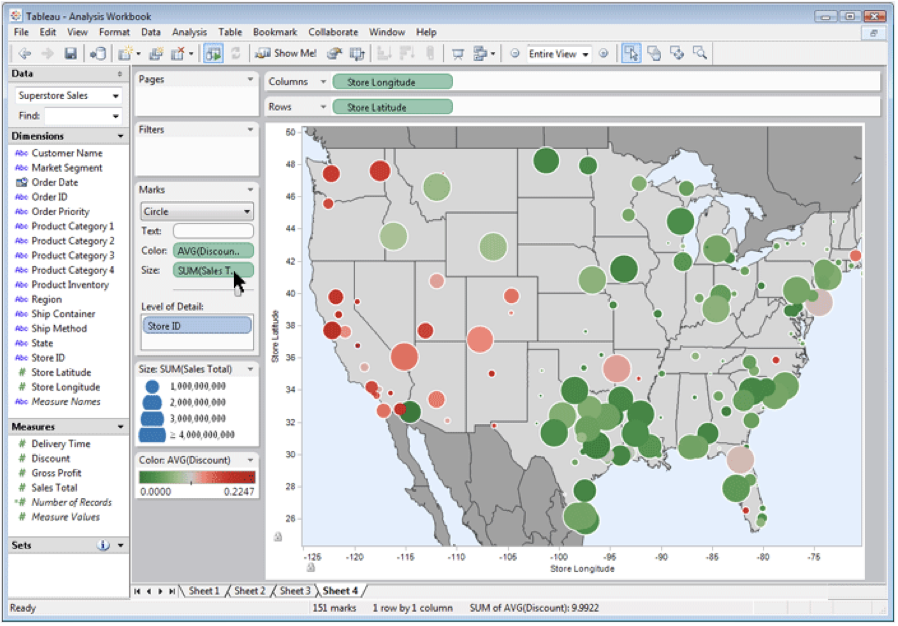 Tableau - Analysis Workbook
File Edit View Format Data Analysis Table Bookmark Collaborate Window Help
Show Me!
Entire View
Data
Superstore Sales
Find:
Dimensions
Abc Customer Name
Abc Market Segment
Order Date
Abc Order ID
Abc Order Priority
Abc Product Category 1
Abc Product Category 2
Abc Product Category 3
Abc Product Category 4
Abc Product Inventory
Abc Region
Abc Ship Container
Abc Ship Method
Abc State
Abc Store ID
# Store Latitude
# Store Longitude
Abc Measure Names
Measures
# Delivery Time
# Discount
# Gross Profit
# Sales Total
# Number of Records
# Measure Values
Sets
Pages
Filters
Marks
Circle
Text:
Color: AVG(Discoun..
Size: SUM(Sales T..
Level of Detail:
Store ID
Size: SUM(Sales Total)
1,000,000,000
2,000,000,000
3,000,000,000
≥ 4,000,000,000
Color: AVG(Discount)
0.0000 0.2247
Columns Store Longitude
Rows Store Latitude
Store Latitude
50
48
46
44
42
40
38
36
34
32
30
28
26
-125 -120 -115 -110 -105 -100 -95 -90 -85 -80 -75
Store Longitude
Sheet 1 Sheet 2 Sheet 3 Sheet 4
Ready 151 marks 1 row by 1 column SUM of AVG(Discount): 9.9922